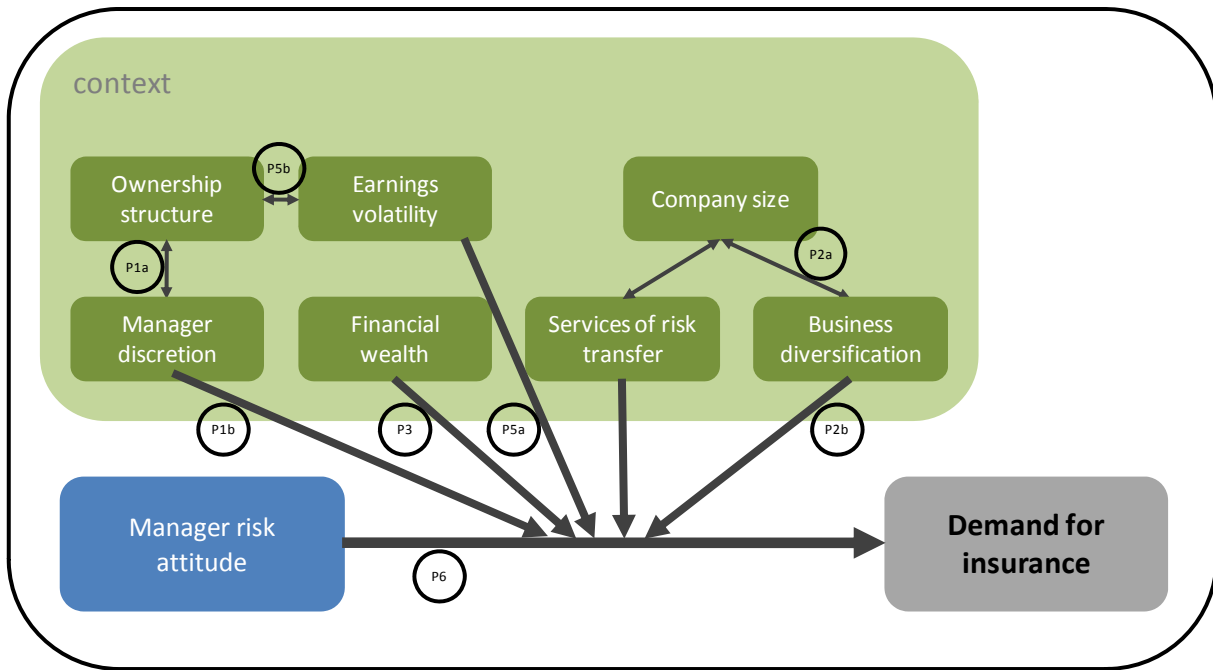 context
P5b
Ownership
structure
Earnings
volatility
Company size
P1a
P2a
Manager
discretion
Financial
wealth
Services of risk
transfer
Business
diversification
P1b
P3
P5a
P2b
Manager risk
attitude
Demand for
insurance
P6